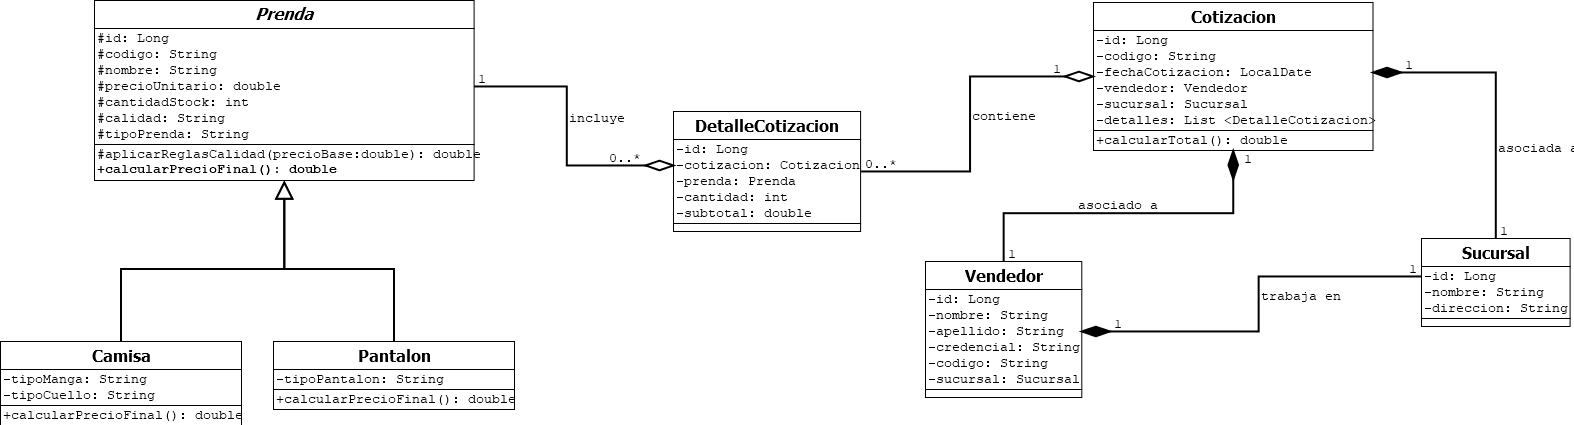 Prenda
#id: Long
#codigo: String
#nombre: String
#precioUnitario: double
#cantidadStock: int
#calidad: String
#tipoPrenda: String
#aplicarReglasCalidad(precioBase:double): double
+calcularPrecioFinal(): double
1
incluye
0..*
DetalleCotizacion
-id: Long
-cotizacion: Cotizacion
-prenda: Prenda
-cantidad: int
-subtotal: double
0..*
contiene
1
Cotizacion
-id: Long
-codigo: String
-fechaCotizacion: LocalDate
-vendedor: Vendedor
-sucursal: Sucursal
-detalles: List <DetalleCotizacion>
+calcularTotal(): double
1
asociada a
1
1
asociado a
1
Vendedor
-id: Long
-nombre: String
-apellido: String
-credencial: String
-codigo: String
-sucursal: Sucursal
1
trabaja en
1
Sucursal
-id: Long
-nombre: String
-direccion: String
Camisa
-tipoManga: String
-tipoCuello: String
+calcularPrecioFinal(): double
Pantalon
-tipoPantalon: String
+calcularPrecioFinal(): double